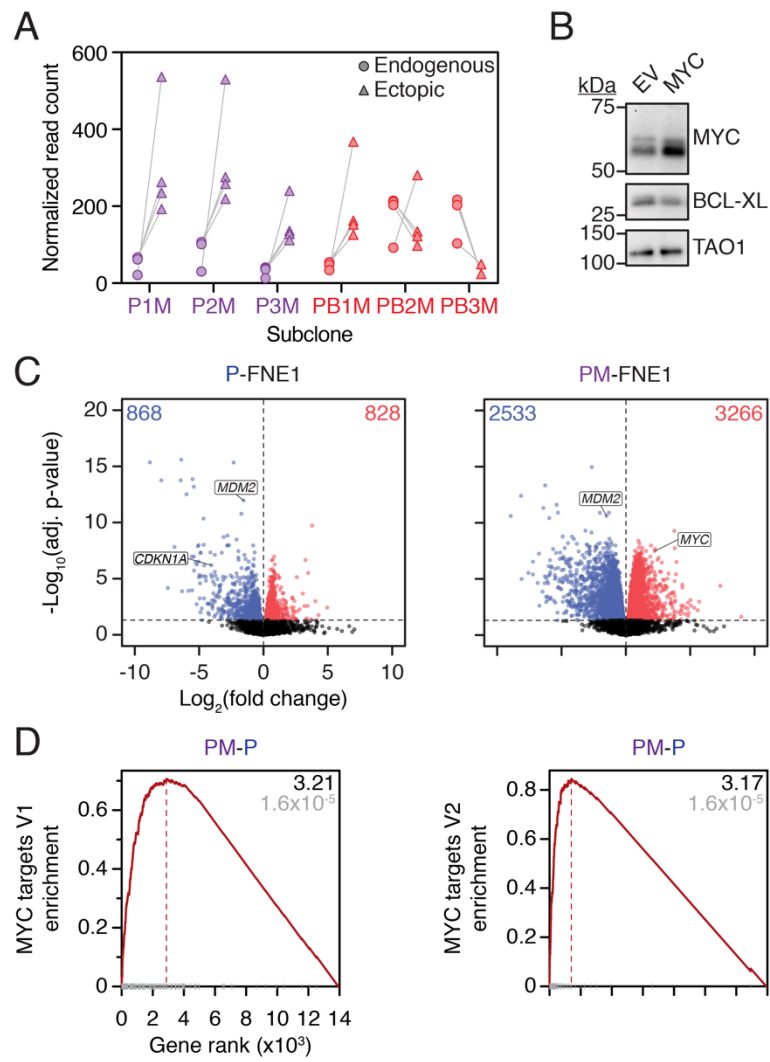 A
Normalized read count
600
400
200
0
Endogenous
Ectopic
P1M P2M P3M PB1M PB2M PB3M
Subclone
B
kDa
EV MYC
75
50
MYC
25
BCL-XL
150
100
TAO1
C
P-FNE1
868
828
MDM2
CDKN1A
-Log10(adj. p-value)
20
15
10
5
0
-10 -5 0 5 10
Log2(fold change)
PM-FNE1
2533
3266
MDM2
MYC
D
PM-P
3.21
1.6x10-5
MYC targets V1
enrichment
0.6
0.4
0.2
0
0 2 4 6 8 10 12 14
Gene rank (x10³)
PM-P
3.17
1.6x10-5
MYC targets V2
enrichment
0.8
0.6
0.4
0.2
0